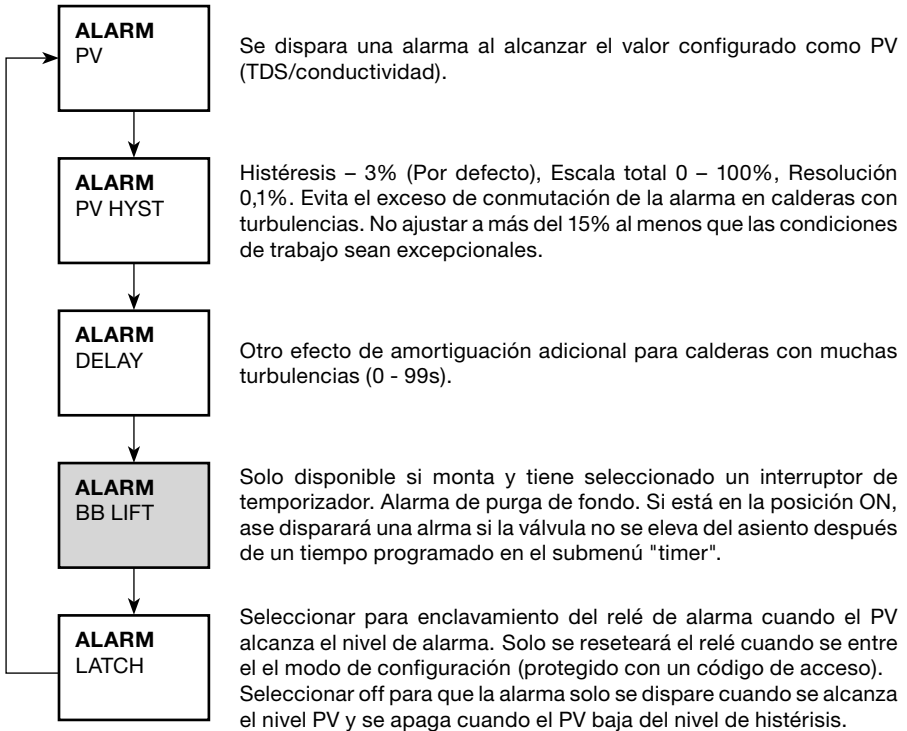 ALARM
PV
Se dispara una alarma al alcanzar el valor configurado como PV
(TDS/conductividad).
ALARM
PV HYST
Histéresis – 3% (Por defecto), Escala total 0 – 100%, Resolución
0,1%. Evita el exceso de conmutación de la alarma en calderas con
turbulencias. No ajustar a más del 15% al menos que las condiciones
de trabajo sean excepcionales.
ALARM
DELAY
Otro efecto de amortiguación adicional para calderas con muchas
turbulencias (0 - 99s).
ALARM
BB LIFT
Solo disponible si monta y tiene seleccionado un interruptor de
temporizador. Alarma de purga de fondo. Si está en la posición ON,
ase disparará una alrma si la válvula no se eleva del asiento después
de un tiempo programado en el submenú "timer".
ALARM
LATCH
Seleccionar para enclavamiento del relé de alarma cuando el PV
alcanza el nivel de alarma. Solo se reseteará el relé cuando se entre
el el modo de configuración (protegido con un código de acceso).
Seleccionar off para que la alarma solo se dispare cuando se alcanza
el nivel PV y se apaga cuando el PV baja del nivel de histérisis.